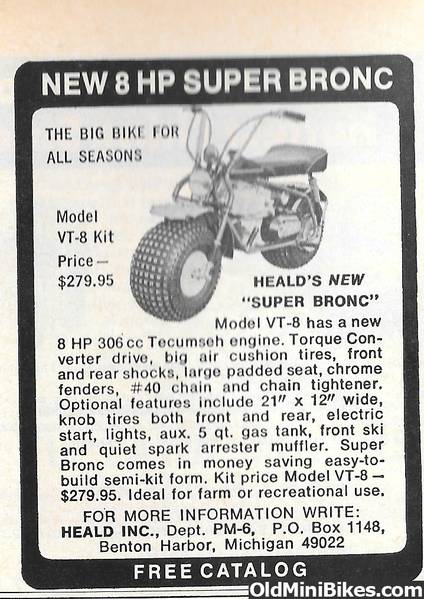 NEW 8 HP SUPER BRONC
THE BIG BIKE FOR
ALL SEASONS
Model
VT-8 Kit
Price —
$279.95
HEALD'S NEW
"SUPER BRONC"
Model VT-8 has a new
8 HP 306 cc Tecumseh engine. Torque Con-
verter drive, big air cushion tires, front
and rear shocks, large padded seat, chrome
fenders, #40 chain and chain tightener.
Optional features include 21" x 12" wide,
knob tires both front and rear, electric
start, lights, aux. 5 qt. gas tank, front ski
and quiet spark arrester muffler. Super
Bronc comes in money saving easy-to-
build semi-kit form. Kit price Model VT-8 —
$279.95. Ideal for farm or recreational use.
FOR MORE INFORMATION WRITE:
HEALD INC., Dept. PM-6, P.O. Box 1148,
Benton Harbor, Michigan 49022
FREE CATALOG
OldMiniBikes.com